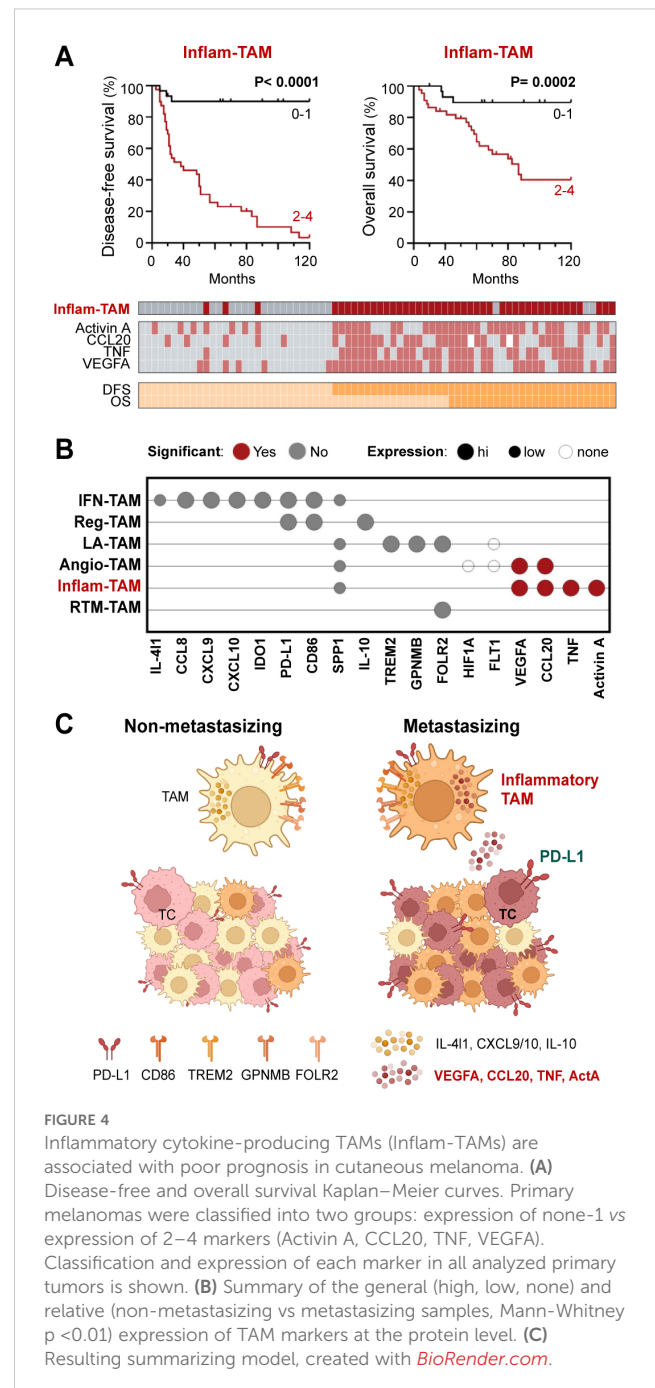 A
Inflam-TAM
Inflam-TAM
Disease-free survival (%)
100
80
60
40
20
0
P< 0.0001
0-1
2-4
0
40
80
120
Months
Overall survival (%)
100
80
60
40
20
0
P= 0.0002
0-1
2-4
0
40
80
120
Months
Inflam-TAM
Activin A
CCL20
TNF
VEGFA
DFS
OS
B
Significant: Yes No Expression: hi low none
IFN-TAM
Reg-TAM
LA-TAM
Angio-TAM
Inflam-TAM
RTM-TAM
IL-4I1
CCL8
CXCL9
CXCL10
IDO1
PD-L1
CD86
SPP1
IL-10
TREM2
GPNMB
FOLR2
HIF1A
FLT1
VEGFA
CCL20
TNF
Activin A
C
Non-metastasizing
Metastasizing
TAM
Inflammatory
TAM
PD-L1
TC
TC
PD-L1 CD86 TREM2 GPNMB FOLR2
IL-4I1, CXCL9/10, IL-10
VEGFA, CCL20, TNF, ActA
FIGURE 4
Inflammatory cytokine-producing TAMs (Inflam-TAMs) are
associated with poor prognosis in cutaneous melanoma. (A)
Disease-free and overall survival Kaplan–Meier curves. Primary
melanomas were classified into two groups: expression of none-1 vs
expression of 2–4 markers (Activin A, CCL20, TNF, VEGFA).
Classification and expression of each marker in all analyzed primary
tumors is shown. (B) Summary of the general (high, low, none) and
relative (non-metastasizing vs metastasizing samples, Mann-Whitney
p <0.01) expression of TAM markers at the protein level. (C)
Resulting summarizing model, created with BioRender.com.